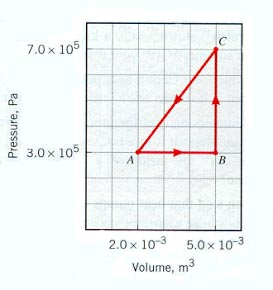 C
7.0 × 10⁵
Pressure, Pa
3.0 × 10⁵
A
B
2.0 × 10⁻³
5.0 × 10⁻³
Volume, m³